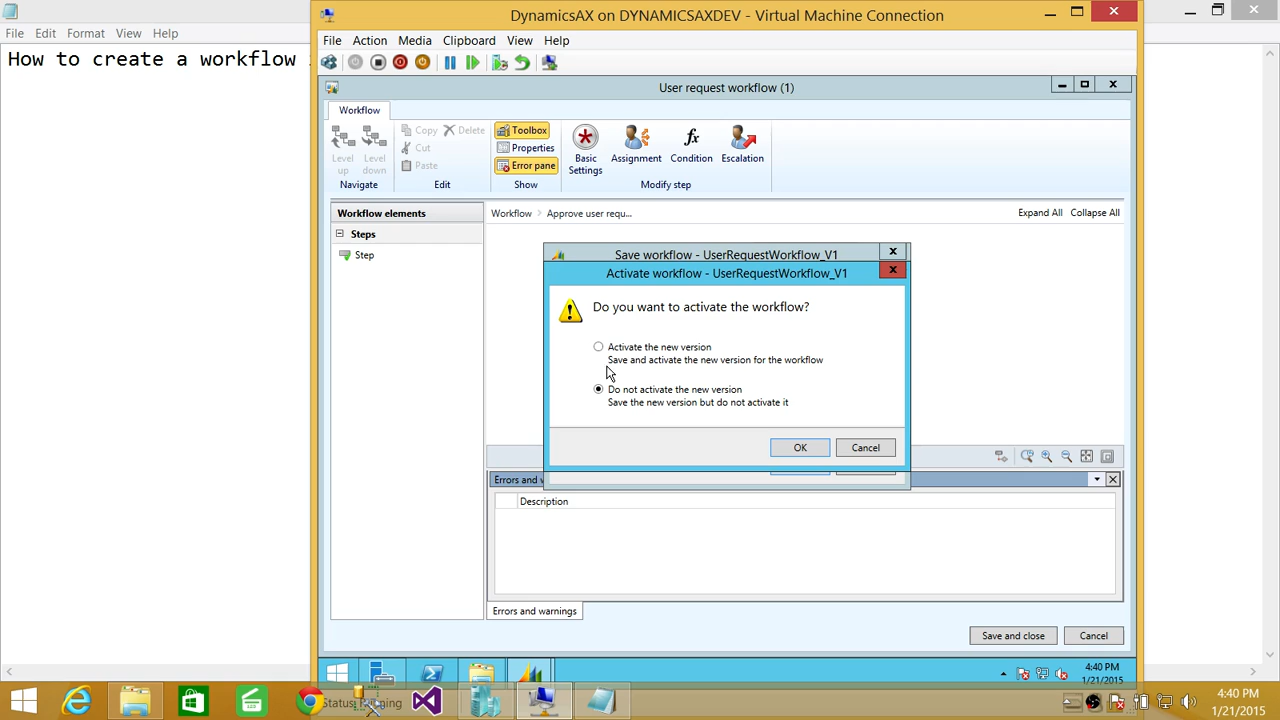 DynamicsAX on DYNAMICSAXDEV - Virtual Machine Connection
File Edit Format View Help
File Action Media Clipboard View Help
How to create a workflow
User request workflow (1)
Workflow
Copy Delete
Cut
Paste
Level up
Level down
Toolbox
Properties
Error pane
Basic Settings
Assignment
Condition
Escalation
Navigate
Edit
Show
Modify step
Workflow elements
Workflow > Approve user requ...
Expand All Collapse All
Steps
Step
Save workflow - UserRequestWorkflow_V1
Activate workflow - UserRequestWorkflow_V1
Do you want to activate the workflow?
Activate the new version
Save and activate the new version for the workflow
Do not activate the new version
Save the new version but do not activate it
OK Cancel
Errors and
Description
Errors and warnings
Save and close Cancel
4:40 PM
1/21/2015
4:40 PM
1/21/2015